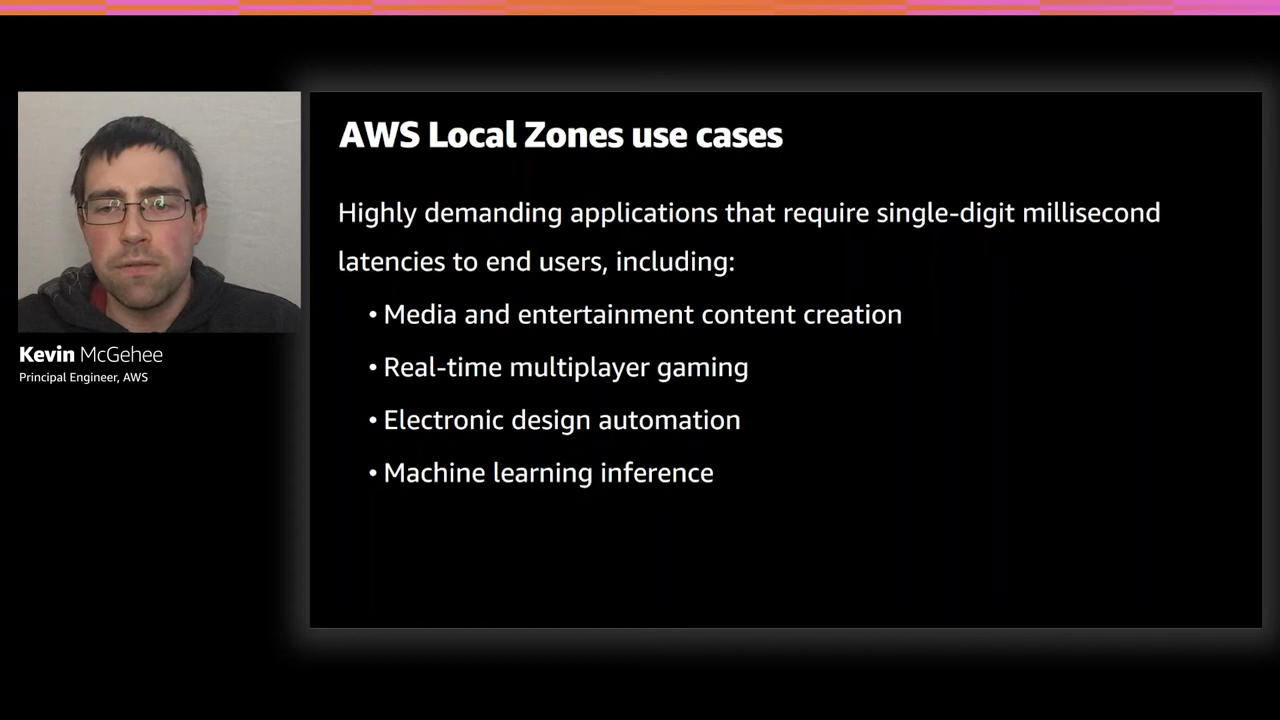 AWS Local Zones use cases
Highly demanding applications that require single-digit millisecond
latencies to end users, including:
• Media and entertainment content creation
• Real-time multiplayer gaming
• Electronic design automation
• Machine learning inference
Kevin McGehee
Principal Engineer, AWS